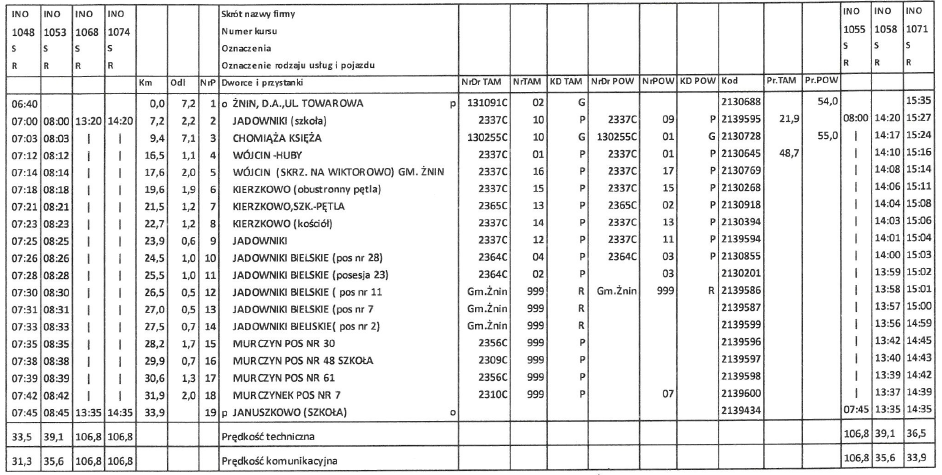 INO INO INO INO Skrót nazwy firmy INO INO INO
1048 1053 1068 1074 Numer kursu 1055 1058 1071
S S S S Oznaczenia S S S
R R R R Oznaczenie rodzaju usług i pojazdu R R R
Km Odl NrP Dworce i przystanki NrDr TAM NrTAM KD TAM NrDr POW NrPOW KD POW Kod Pr.TAM Pr.POW
06:40 0,0 7,2 1 o ŻNIN, D.A.,UL. TOWAROWA p 131091C 02 G 2130688 54,0 15:35
07:00 08:00 13:20 14:20 7,2 2,2 2 JADOWNIKI (szkoła) 2337C 10 P 2337C 09 P 2139595 21,9 08:00 14:20 15:27
07:03 08:03 | | 9,4 7,1 3 CHOMIĄŻA KSIĘŻA 130255C 10 G 130255C 01 G 2130728 55,0 | 14:17 15:24
07:12 08:12 | | 16,5 1,1 4 WÓJCIN -HUBY 2337C 01 P 2337C 01 P 2130645 48,7 | 14:10 15:16
07:14 08:14 | | 17,6 2,0 5 WÓJCIN (SKRZ. NA WIKTOROWO) GM. ŻNIN 2337C 16 P 2337C 17 P 2130769 | 14:08 15:14
07:18 08:18 | | 19,6 1,9 6 KIERZKOWO (obustronny pętla) 2337C 15 P 2337C 15 P 2130268 | 14:06 15:11
07:21 08:21 | | 21,5 1,2 7 KIERZKOWO,SZK.-PĘTLA 2365C 13 P 2365C 02 P 2130918 | 14:04 15:08
07:23 08:23 | | 22,7 1,2 8 KIERZKOWO (kościół) 2337C 14 P 2337C 13 P 2130394 | 14:03 15:06
07:25 08:25 | | 23,9 0,6 9 JADOWNIKI 2337C 12 P 2337C 11 P 2139594 | 14:01 15:04
07:26 08:26 | | 24,5 1,0 10 JADOWNIKI BIELSKIE (pos nr 28) 2364C 04 P 2364C 03 P 2130855 | 14:00 15:03
07:28 08:28 | | 25,5 1,0 11 JADOWNIKI BIELSKIE (posesja 23) 2364C 02 P 03 2130201 | 13:59 15:02
07:30 08:30 | | 26,5 0,5 12 JADOWNIKI BIELSKIE ( pos nr 11 Gm.Żnin 999 R Gm.Żnin 999 R 2139586 | 13:58 15:01
07:31 08:31 | | 27,0 0,5 13 JADOWNIKI BIELSKIE (pos nr 7 Gm.Żnin 999 R 2139587 | 13:57 15:00
07:33 08:33 | | 27,5 0,7 14 JADOWNIKI BIELISKIE( pos nr 2) Gm.Żnin 999 R 2139599 | 13:56 14:59
07:35 08:35 | | 28,2 1,7 15 MURCZYN POS NR 30 2356C 999 P 2139596 | 13:42 14:45
07:38 08:38 | | 29,9 0,7 16 MURCZYN POS NR 48 SZKOŁA 2309C 999 P 2139597 | 13:40 14:43
07:39 08:39 | | 30,6 1,3 17 MURCZYN POS NR 61 2356C 999 P 2139598 | 13:39 14:42
07:42 08:42 | | 31,9 2,0 18 MURCZYNEK POS NR 7 2310C 999 P 07 2139600 | 13:37 14:39
07:45 08:45 13:35 14:35 33,9 19 p JANUSZKOWO (SZKOŁA) o 2139434 07:45 13:35 14:35
33,5 39,1 106,8 106,8 Prędkość techniczna 106,8 39,1 36,5
31,3 35,6 106,8 106,8 Prędkość komunikacyjna 106,8 35,6 33,9